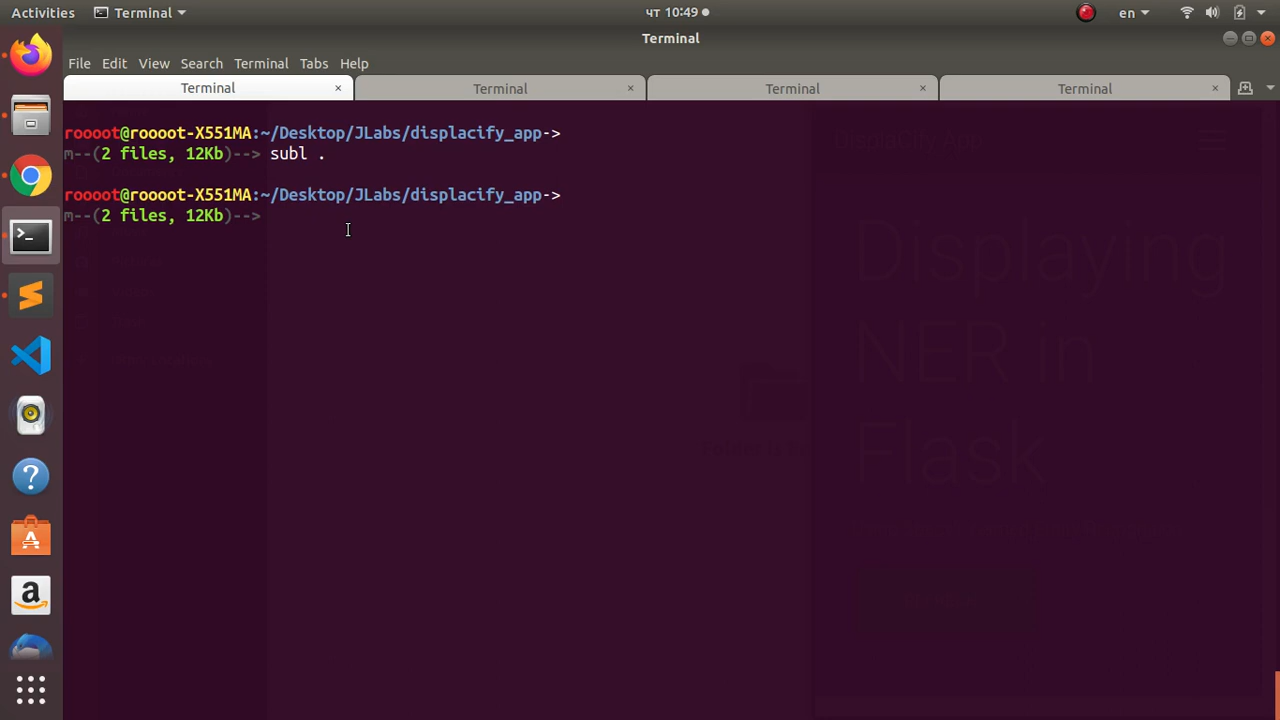 Activities
Terminal
чт 10:49
en
Terminal
File Edit View Search Terminal Tabs Help
Terminal × Terminal × Terminal × Terminal ×
roooot@roooot-X551MA:~/Desktop/JLabs/displacify_app->
m--(2 files, 12Kb)--> subl .
roooot@roooot-X551MA:~/Desktop/JLabs/displacify_app->
m--(2 files, 12Kb)-->
DisplaCify App
Displaying
NER in
Flask